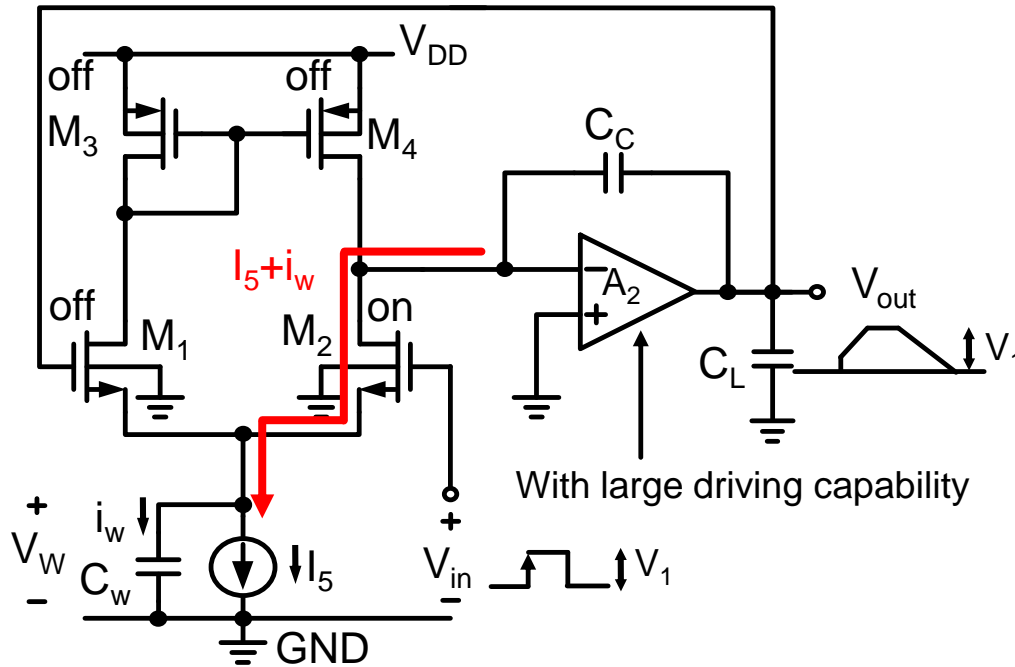 V_DD
off
off
M_3
M_4
C_C
I_5+i_w
off
on
M_1
M_2
−
A_2
+
V_out
C_L
V_1
With large driving capability
+
V_W
−
i_w
C_w
I_5
+
V_in
−
V_1
GND